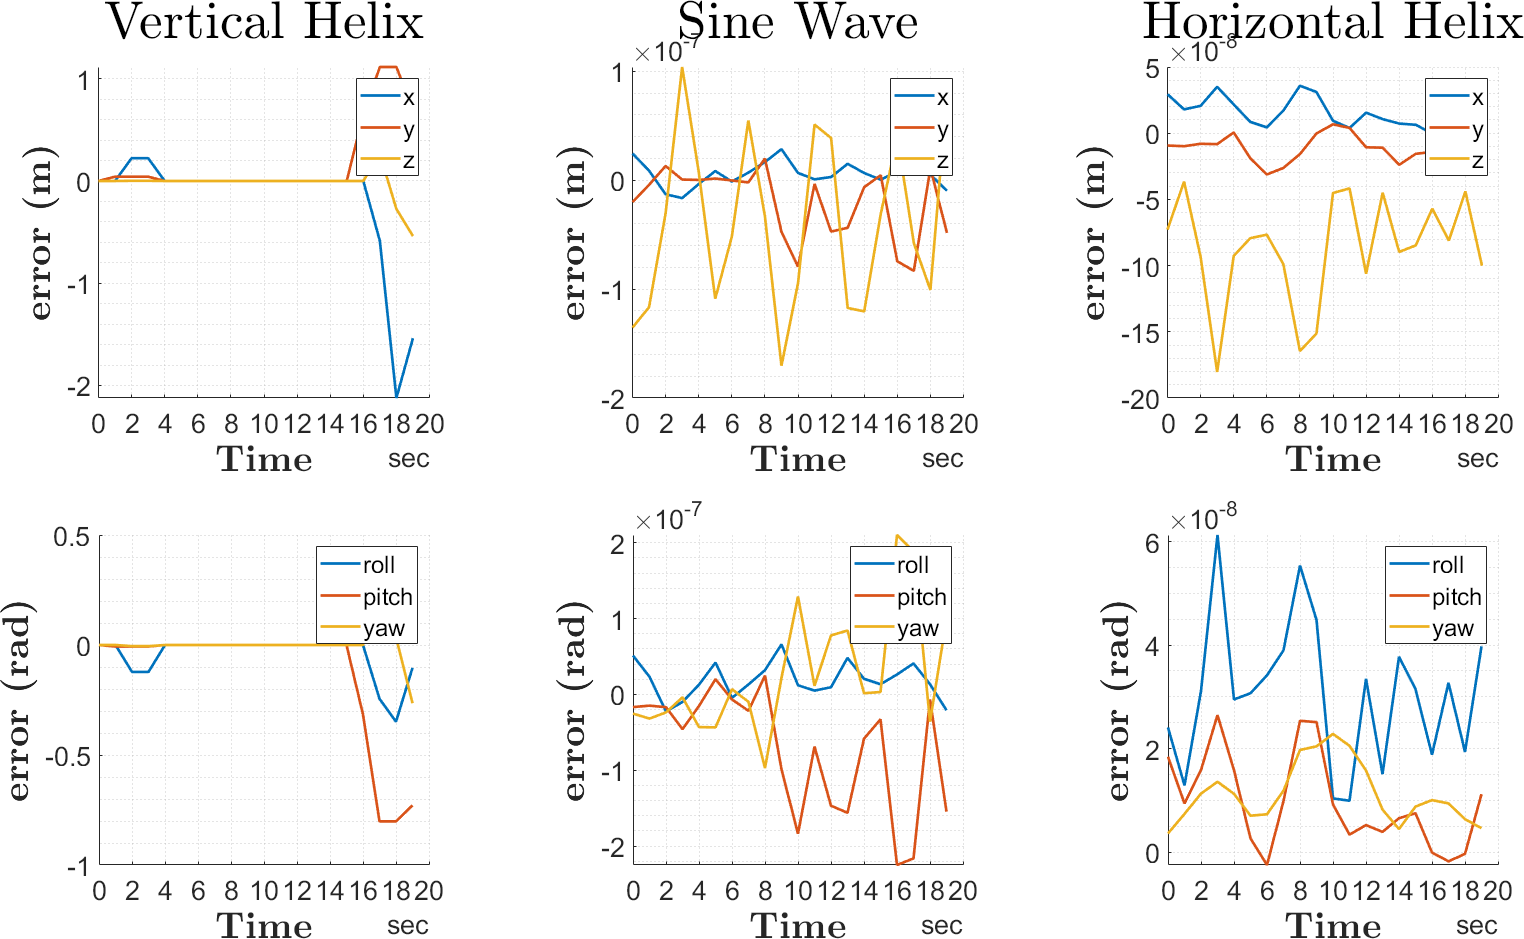 Vertical Helix
Sine Wave
Horizontal Helix
1
0
-1
-2
error (m)
x
y
z
0 2 4 6 8 10 12 14 16 18 20
Time
sec
×10-7
1
0
-1
-2
error (m)
x
y
z
0 2 4 6 8 10 12 14 16 18 20
Time
sec
×10-8
5
0
-5
-10
-15
-20
error (m)
x
y
z
0 2 4 6 8 10 12 14 16 18 20
Time
sec
0.5
0
-0.5
-1
error (rad)
roll
pitch
yaw
0 2 4 6 8 10 12 14 16 18 20
Time
sec
×10-7
2
1
0
-1
-2
error (rad)
roll
pitch
yaw
0 2 4 6 8 10 12 14 16 18 20
Time
sec
×10-8
6
4
2
0
error (rad)
roll
pitch
yaw
0 2 4 6 8 10 12 14 16 18 20
Time
sec